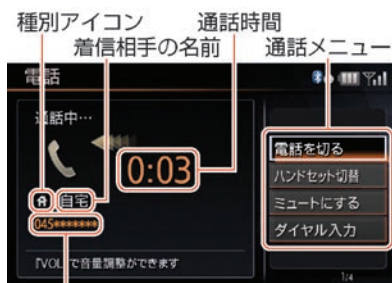 種別アイコン
通話時間
着信相手の名前
通話メニュー
電話
通話中…
0:03
自宅
045*******
電話を切る
ハンドセット切替
ミュートにする
ダイヤル入力
『VOL』で音量調整ができます
1/4